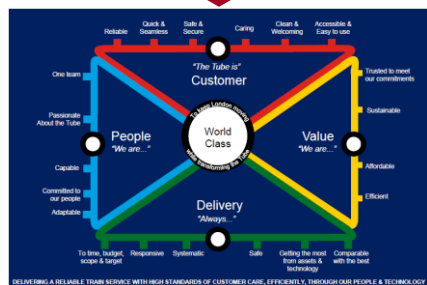 Reliable
Quick &
Seamless
Safe &
Secure
Caring
Clean &
Welcoming
Accessible &
Easy to use
"The Tube is"
Customer
One team
Passionate
About the Tube
Capable
Committed to
our people
Adaptable
People
"We are..."
To keep London moving
World
Class
while transforming the Tube
Value
"We are..."
Trusted to meet
our commitments
Sustainable
Affordable
Efficient
Delivery
"Always..."
To time, budget,
scope & target
Responsive
Systematic
Safe
Getting the most
from assets &
technology
Comparable
with the best
DELIVERING A RELIABLE TRAIN SERVICE WITH HIGH STANDARDS OF CUSTOMER CARE, EFFICIENTLY, THROUGH OUR PEOPLE & TECHNOLOGY